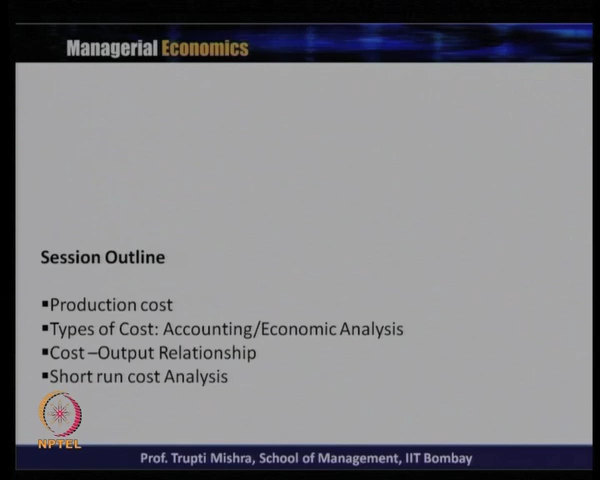 Managerial Economics
Session Outline
▪Production cost
▪Types of Cost: Accounting/Economic Analysis
▪Cost –Output Relationship
▪Short run cost Analysis
NPTEL
Prof. Trupti Mishra, School of Management, IIT Bombay